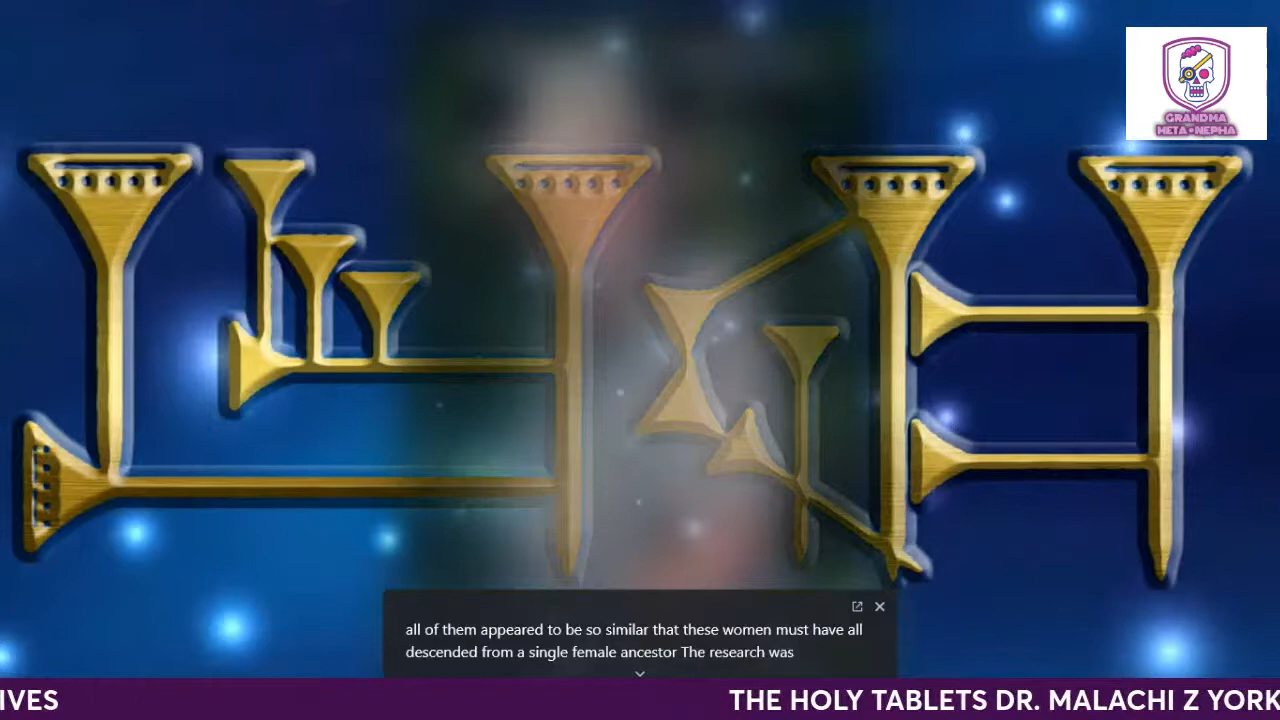 GRANDMA
META•NEPHA
all of them appeared to be so similar that these women must have all
descended from a single female ancestor The research was
IVES
THE HOLY TABLETS DR. MALACHI Z YORK